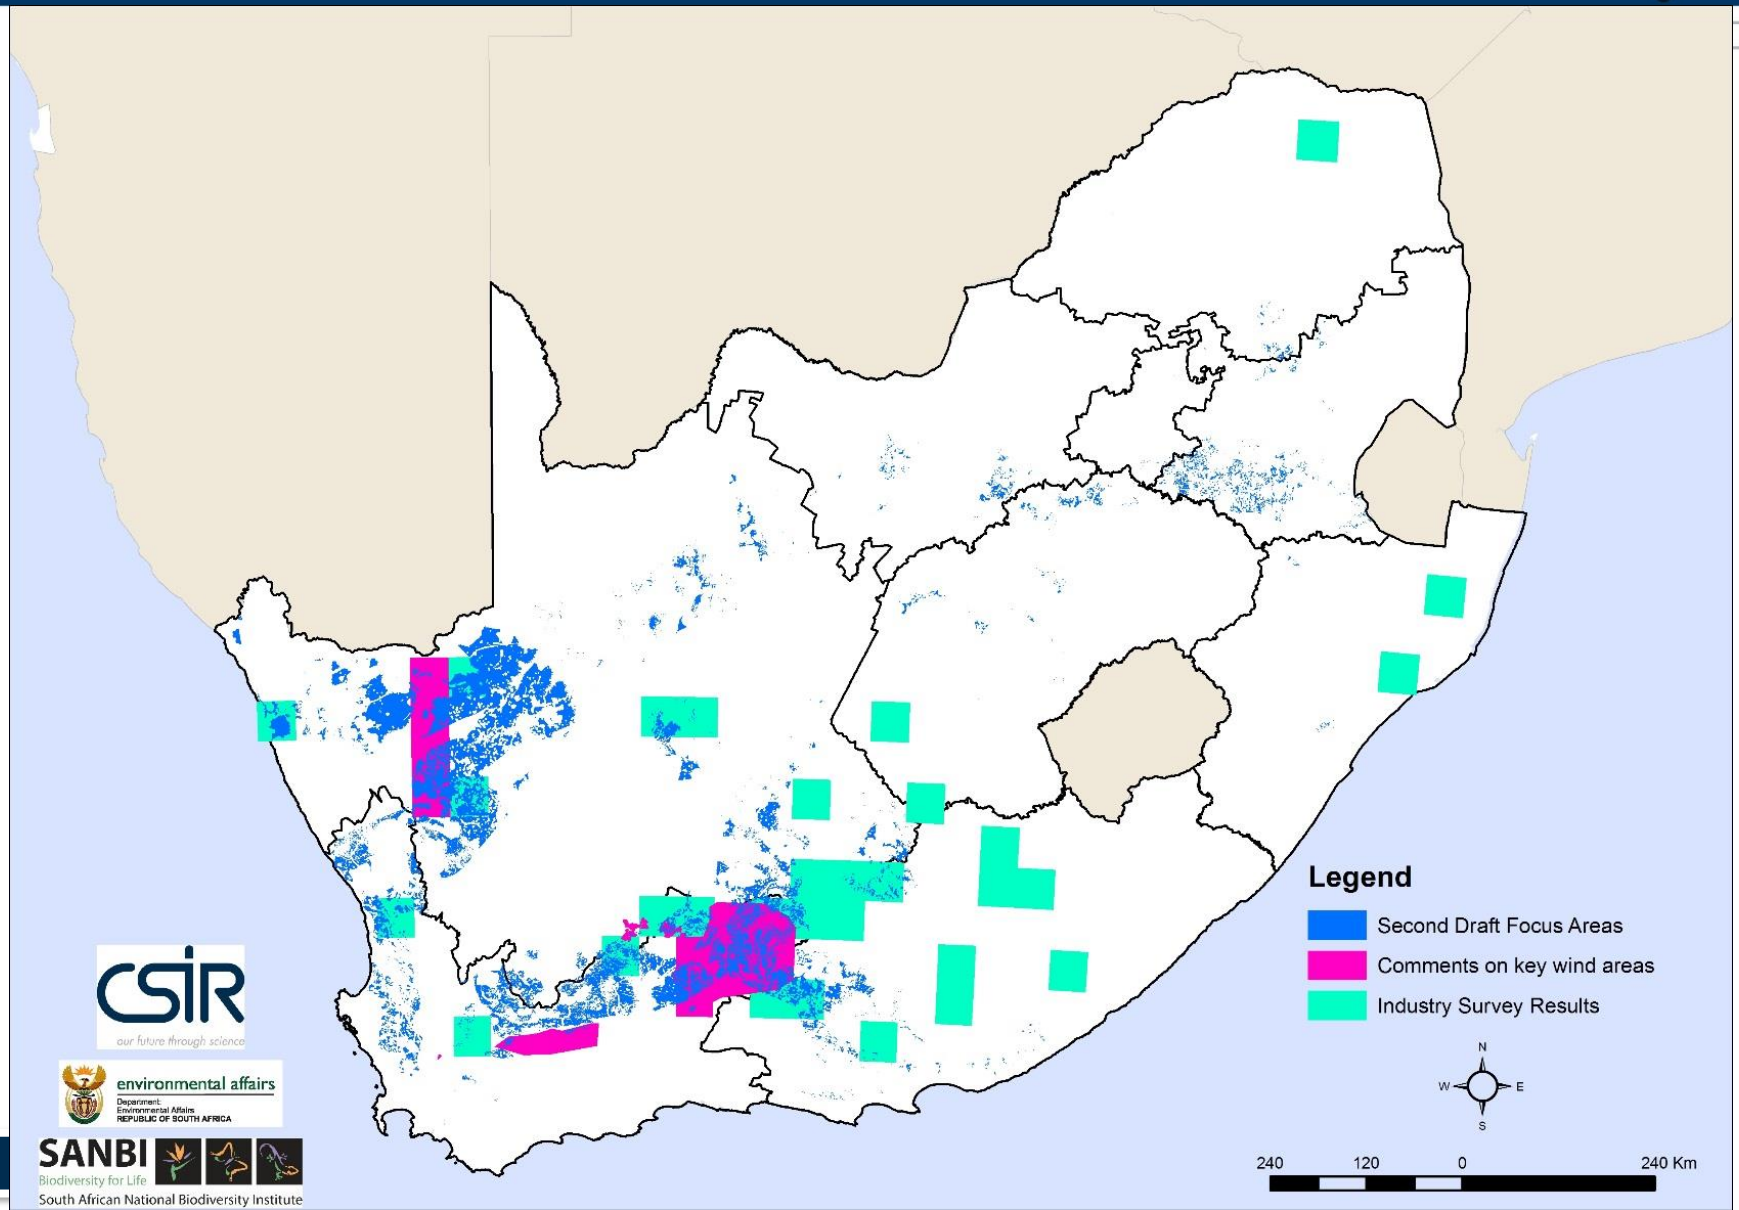 Legend
Second Draft Focus Areas
Comments on key wind areas
Industry Survey Results
N
W
E
S
240
120
0
240 Km
CSIR
our future through science
environmental affairs
Department:
Environmental Affairs
REPUBLIC OF SOUTH AFRICA
SANBI
Biodiversity for Life
South African National Biodiversity Institute